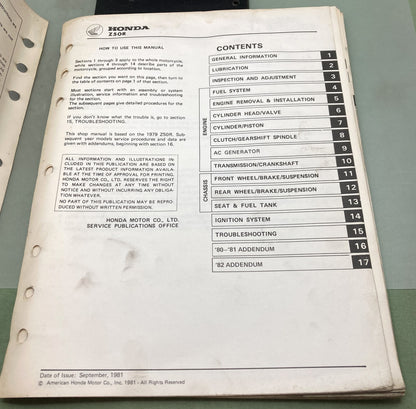 HONDA
Z50R
HOW TO USE THIS MANUAL
Sections 1 through 3 apply to the whole motorcycle,
while sections 4 through 14 describe parts of the
motorcycle, grouped according to location.
Find the section you want on this page, then turn to
the table of contents on page 1 of that section.
Most sections start with an assembly or system
illustration, service information and troubleshooting
for the section.
The subsequent pages give detailed procedures for the
section.
If you don't know what the trouble is, go to section
15, TROUBLESHOOTING.
This shop manual is based on the 1979 Z50R. Sub-
sequent year models service procedures and data are
given with addendums, beginning with section 16.
ALL INFORMATION AND ILLUSTRATIONS IN-
CLUDED IN THIS PUBLICATION ARE BASED ON
THE LATEST PRODUCT INFORMATION AVAILA-
BLE AT THE TIME OF APPROVAL FOR PRINTING.
HONDA MOTOR CO., LTD. RESERVES THE RIGHT
TO MAKE CHANGES AT ANY TIME WITHOUT
NOTICE AND WITHOUT INCURRING ANY OBLIGA-
TION WHATEVER.
NO PART OF THIS PUBLICATION MAY BE REPRO-
DUCED WITHOUT WRITTEN PERMISSION.
HONDA MOTOR CO., LTD.
SERVICE PUBLICATIONS OFFICE
CONTENTS
GENERAL INFORMATION 1
LUBRICATION 2
INSPECTION AND ADJUSTMENT 3
ENGINE
FUEL SYSTEM 4
ENGINE REMOVAL & INSTALLATION 5
CYLINDER HEAD/VALVE 6
CYLINDER/PISTON 7
CLUTCH/GEARSHIFT SPINDLE 8
AC GENERATOR 9
TRANSMISSION/CRANKSHAFT 10
CHASSIS
FRONT WHEEL/BRAKE/SUSPENSION 11
REAR WHEEL/BRAKE/SUSPENSION 12
SEAT & FUEL TANK 13
IGNITION SYSTEM 14
TROUBLESHOOTING 15
'80–'81 ADDENDUM 16
'82 ADDENDUM 17
Date of Issue: September, 1981
© American Honda Motor Co., Inc. 1981 - All Rights Reserved